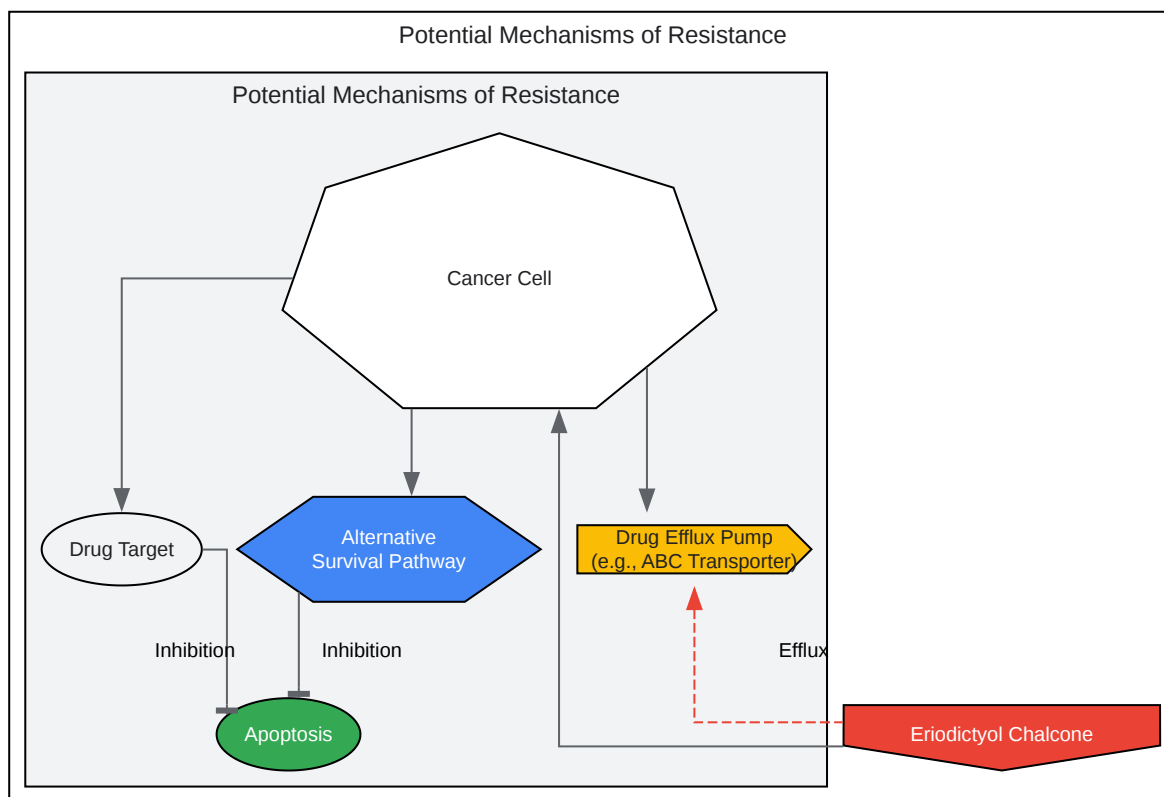 Potential Mechanisms of Resistance
Potential Mechanisms of Resistance
Cancer Cell
Drug Target
Alternative
Survival Pathway
Drug Efflux Pump
(e.g., ABC Transporter)
Inhibition
Inhibition
Efflux
Apoptosis
Eriodictyol Chalcone